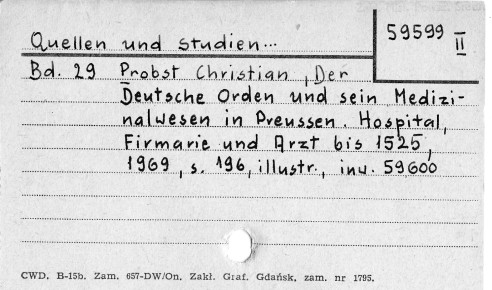 59599
II
Quellen und Studien...
Bd. 29 Probst Christian, Der
Deutsche Orden und sein Medizi-
nalwesen in Preussen. Hospital,
Firmarie und Arzt bis 1525,
1969, s. 196, illustr., inw. 59600
CWD. B-15b. Zam. 657-DW/On. Zakł. Graf. Gdańsk, zam. nr 1795.